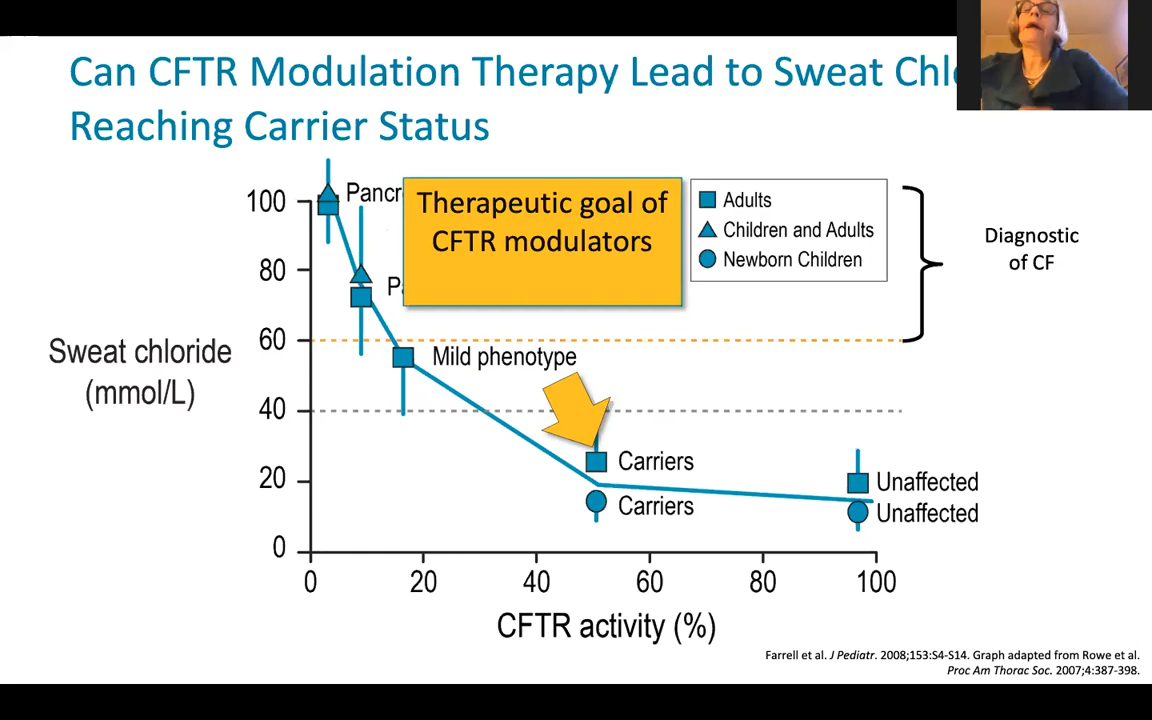 Can CFTR Modulation Therapy Lead to Sweat
Reaching Carrier Status
Therapeutic goal of
CFTR modulators
Adults
Children and Adults
Newborn Children
Diagnostic
of CF
Sweat chloride
(mmol/L)
100
80
60
40
20
0
Mild phenotype
Carriers
Carriers
Unaffected
Unaffected
0 20 40 60 80 100
CFTR activity (%)
Farrell et al. J Pediatr. 2008;153:S4-S14. Graph adapted from Rowe et al.
Proc Am Thorac Soc. 2007;4:387-398.